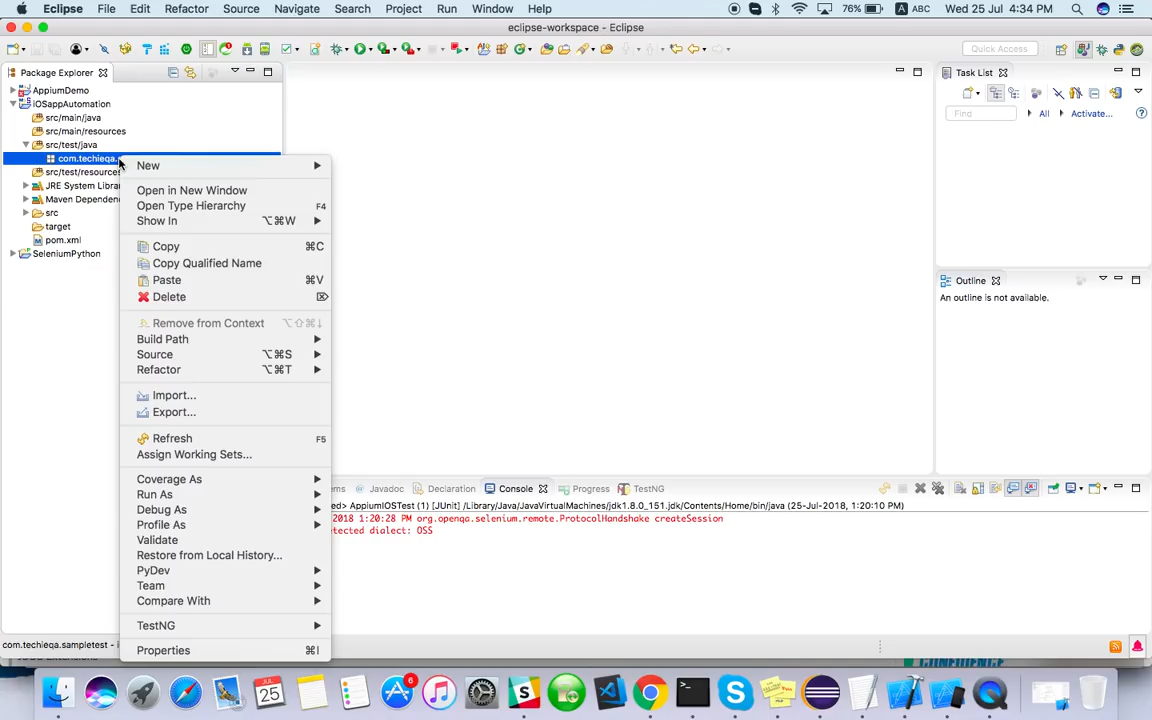 Eclipse File Edit Refactor Source Navigate Search Project Run Window Help 76% A ABC Wed 25 Jul 4:34 PM
eclipse-workspace - Eclipse
Quick Access
Package Explorer
AppiumDemo
iOSappAutomation
src/main/java
src/main/resources
src/test/java
com.techieqa.
src/test/resources
JRE System Libra
Maven Dependen
src
target
pom.xml
SeleniumPython
New
Open in New Window
Open Type Hierarchy F4
Show In ⌥⌘W
Copy ⌘C
Copy Qualified Name
Paste ⌘V
Delete ⌦
Remove from Context ⌥⇧⌘↓
Build Path
Source ⌥⌘S
Refactor ⌥⌘T
Import...
Export...
Refresh F5
Assign Working Sets...
Coverage As
Run As
Debug As
Profile As
Validate
Restore from Local History...
PyDev
Team
Compare With
TestNG
Properties ⌘I
Task List
Find All Activate...
Outline
An outline is not available.
ms Javadoc Declaration Console Progress TestNG
ed> AppiumIOSTest (1) [JUnit] /Library/Java/JavaVirtualMachines/jdk1.8.0_151.jdk/Contents/Home/bin/java (25-Jul-2018, 1:20:10 PM)
2018 1:20:28 PM org.openqa.selenium.remote.ProtocolHandshake createSession
tected dialect: OSS
com.techieqa.sampletest -
CONFIDENCE
JUL
25
6